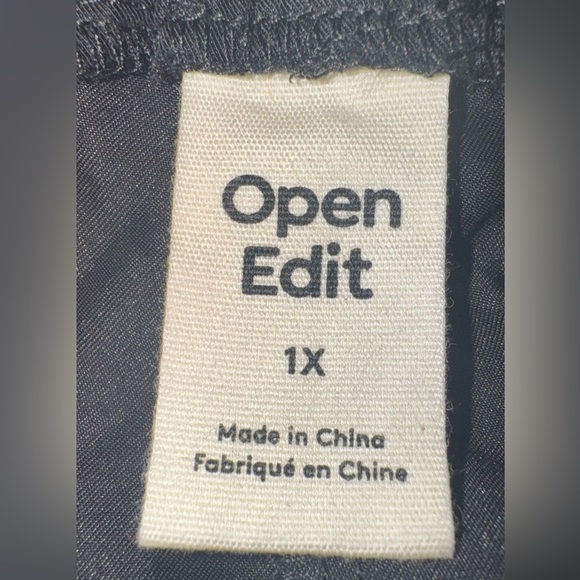 Open
Edit
1X
Made in China
Fabriqué en Chine